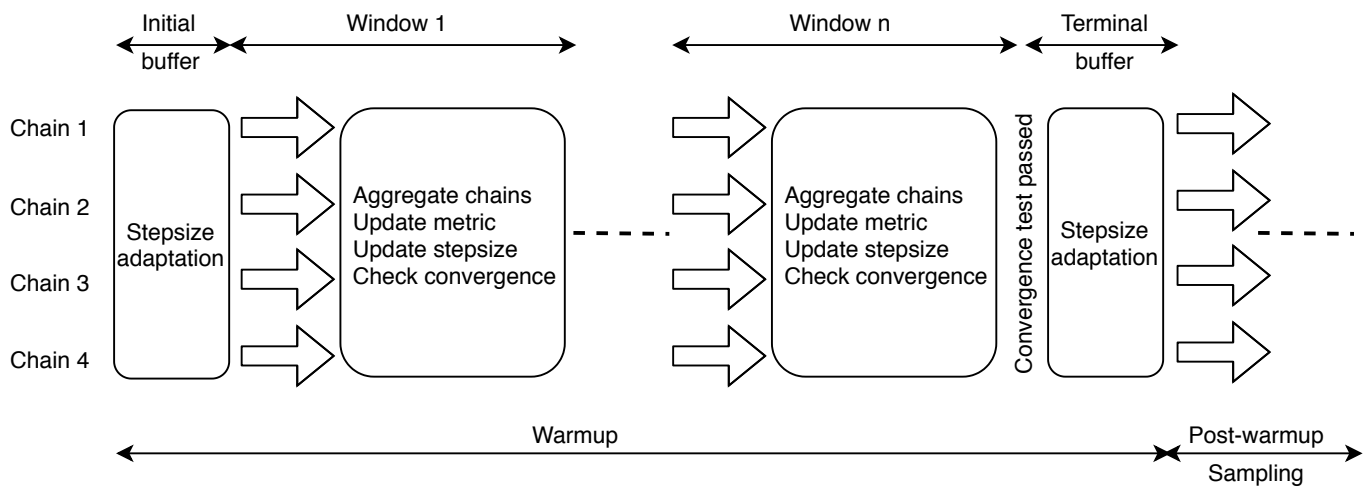 Initial
buffer
Window 1
Window n
Terminal
buffer
Chain 1
Chain 2
Chain 3
Chain 4
Stepsize
adaptation
Aggregate chains
Update metric
Update stepsize
Check convergence
Aggregate chains
Update metric
Update stepsize
Check convergence
Convergence test passed
Stepsize
adaptation
Warmup
Post-warmup
Sampling